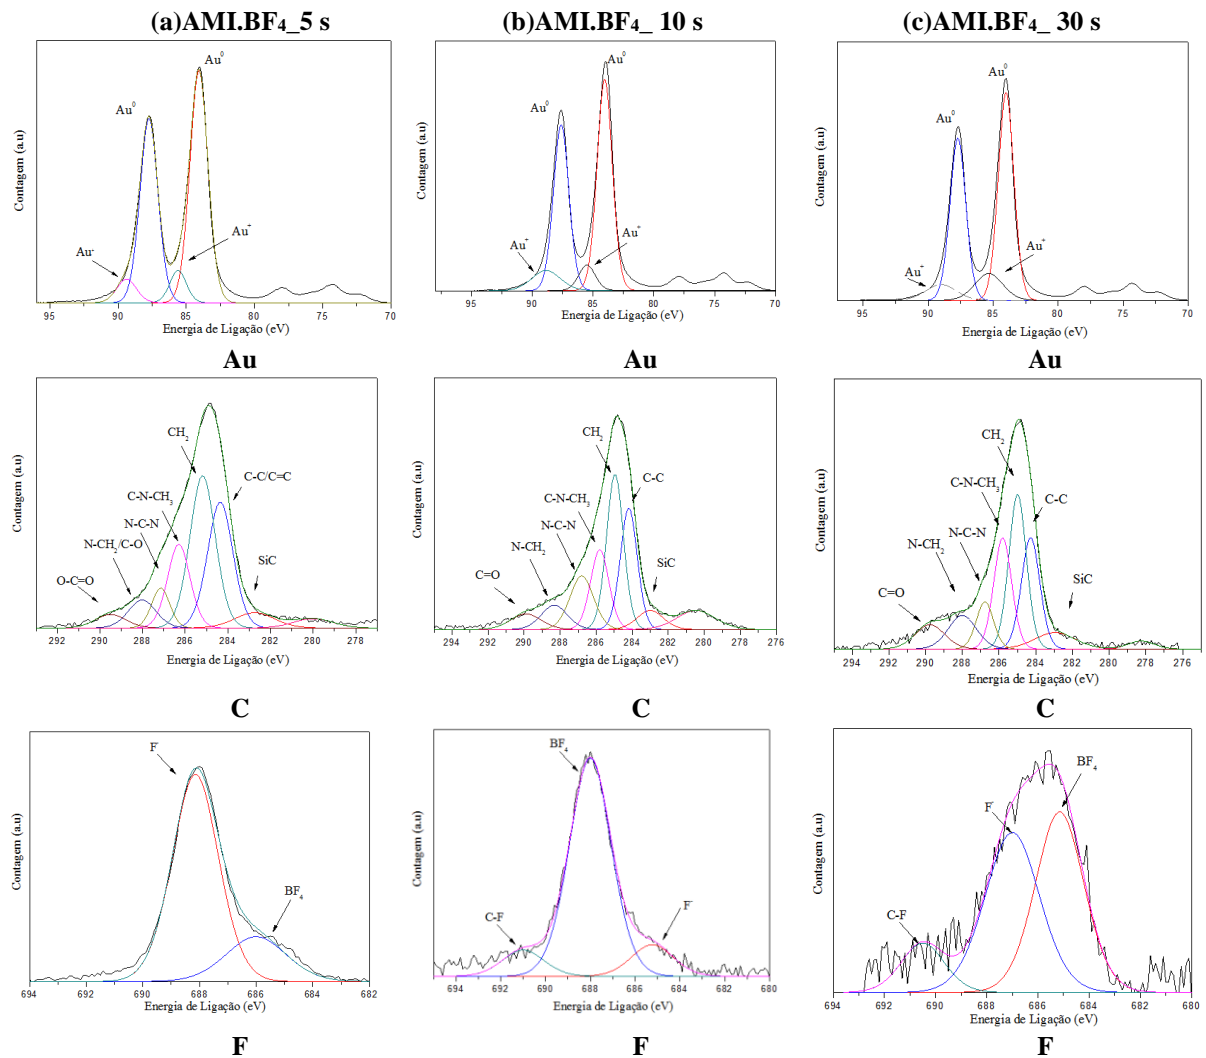 (a)AMI.BF₄_5 s
(b)AMI.BF₄_ 10 s
(c)AMI.BF₄_ 30 s
Contagem (a.u)
Au⁰
Au⁰
Au⁻
Au⁺
95 90 85 80 75 70
Energia de Ligação (eV)
Au
Contagem (a.u)
Au⁰
Au⁰
Au⁺
Au⁺
95 90 85 80 75 70
Energia de Ligação (eV)
Au
Contagem (a.u)
Au⁰
Au⁰
Au⁺
Au⁺
95 90 85 80 75 70
Energia de Ligação (eV)
Au
Contagem (a.u)
CH₂
C-C/C=C
C-N-CH₃
N-C-N
N-CH₂/C-O
O-C=O
SiC
292 290 288 286 284 282 280 278
Energia de Ligação (eV)
C
Contagem (a.u)
CH₂
C-C
C-N-CH₃
N-C-N
N-CH₂
C=O
SiC
294 292 290 288 286 284 282 280 278 276
Energia de Ligação (eV)
C
Contagem (a.u)
CH₂
C-N-CH₃
C-C
N-C-N
N-CH₂
C=O
SiC
294 292 290 288 286 284 282 280 278 276
Energia de Ligação (eV)
C
Contagem (a.u)
F
BF₄
694 692 690 688 686 684 682
Energia de Ligação (eV)
F
Contagem (a.u)
BF₄
C-F
F
694 692 690 688 686 684 682 680
Energia de Ligação (eV)
F
Contagem (a.u)
BF₄
F
C-F
694 692 690 688 686 684 682 680
Energia de Ligação (eV)
F